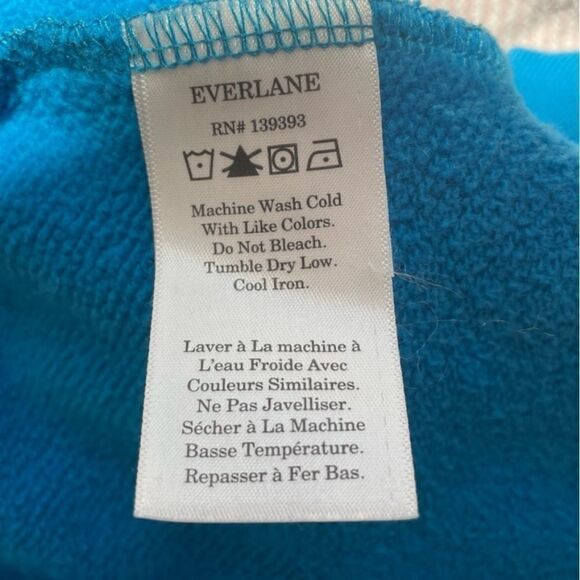 EVERLANE
RN# 139393
Machine Wash Cold
With Like Colors.
Do Not Bleach.
Tumble Dry Low.
Cool Iron.
Laver à La machine à
L'eau Froide Avec
Couleurs Similaires.
Ne Pas Javelliser.
Sécher à La Machine
Basse Température.
Repasser à Fer Bas.